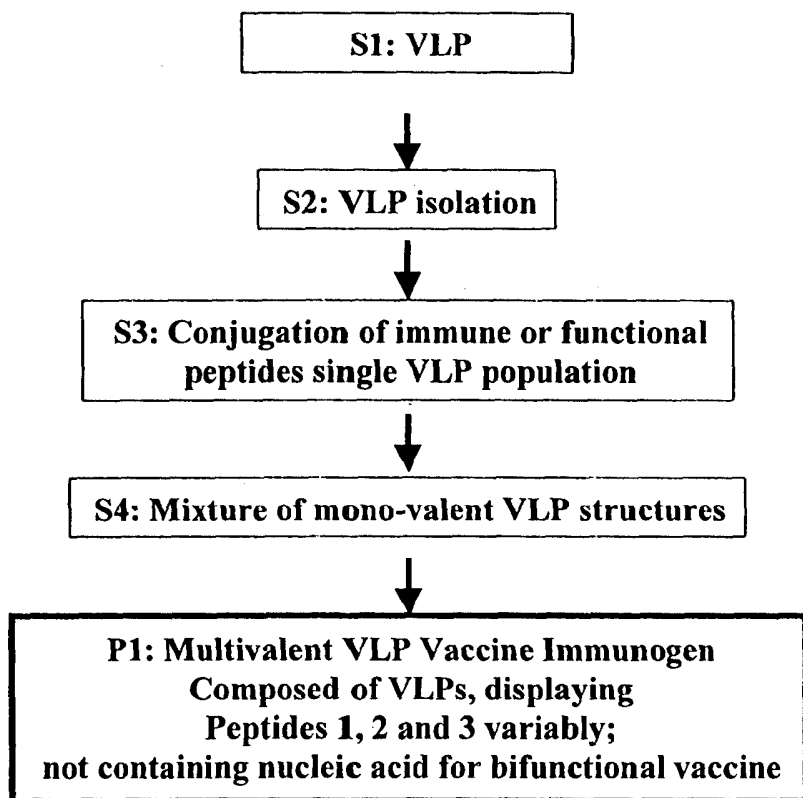 S1: VLP
S2: VLP isolation
S3: Conjugation of immune or functional
peptides single VLP population
S4: Mixture of mono-valent VLP structures
P1: Multivalent VLP Vaccine Immunogen
Composed of VLPs, displaying
Peptides 1, 2 and 3 variably;
not containing nucleic acid for bifunctional vaccine